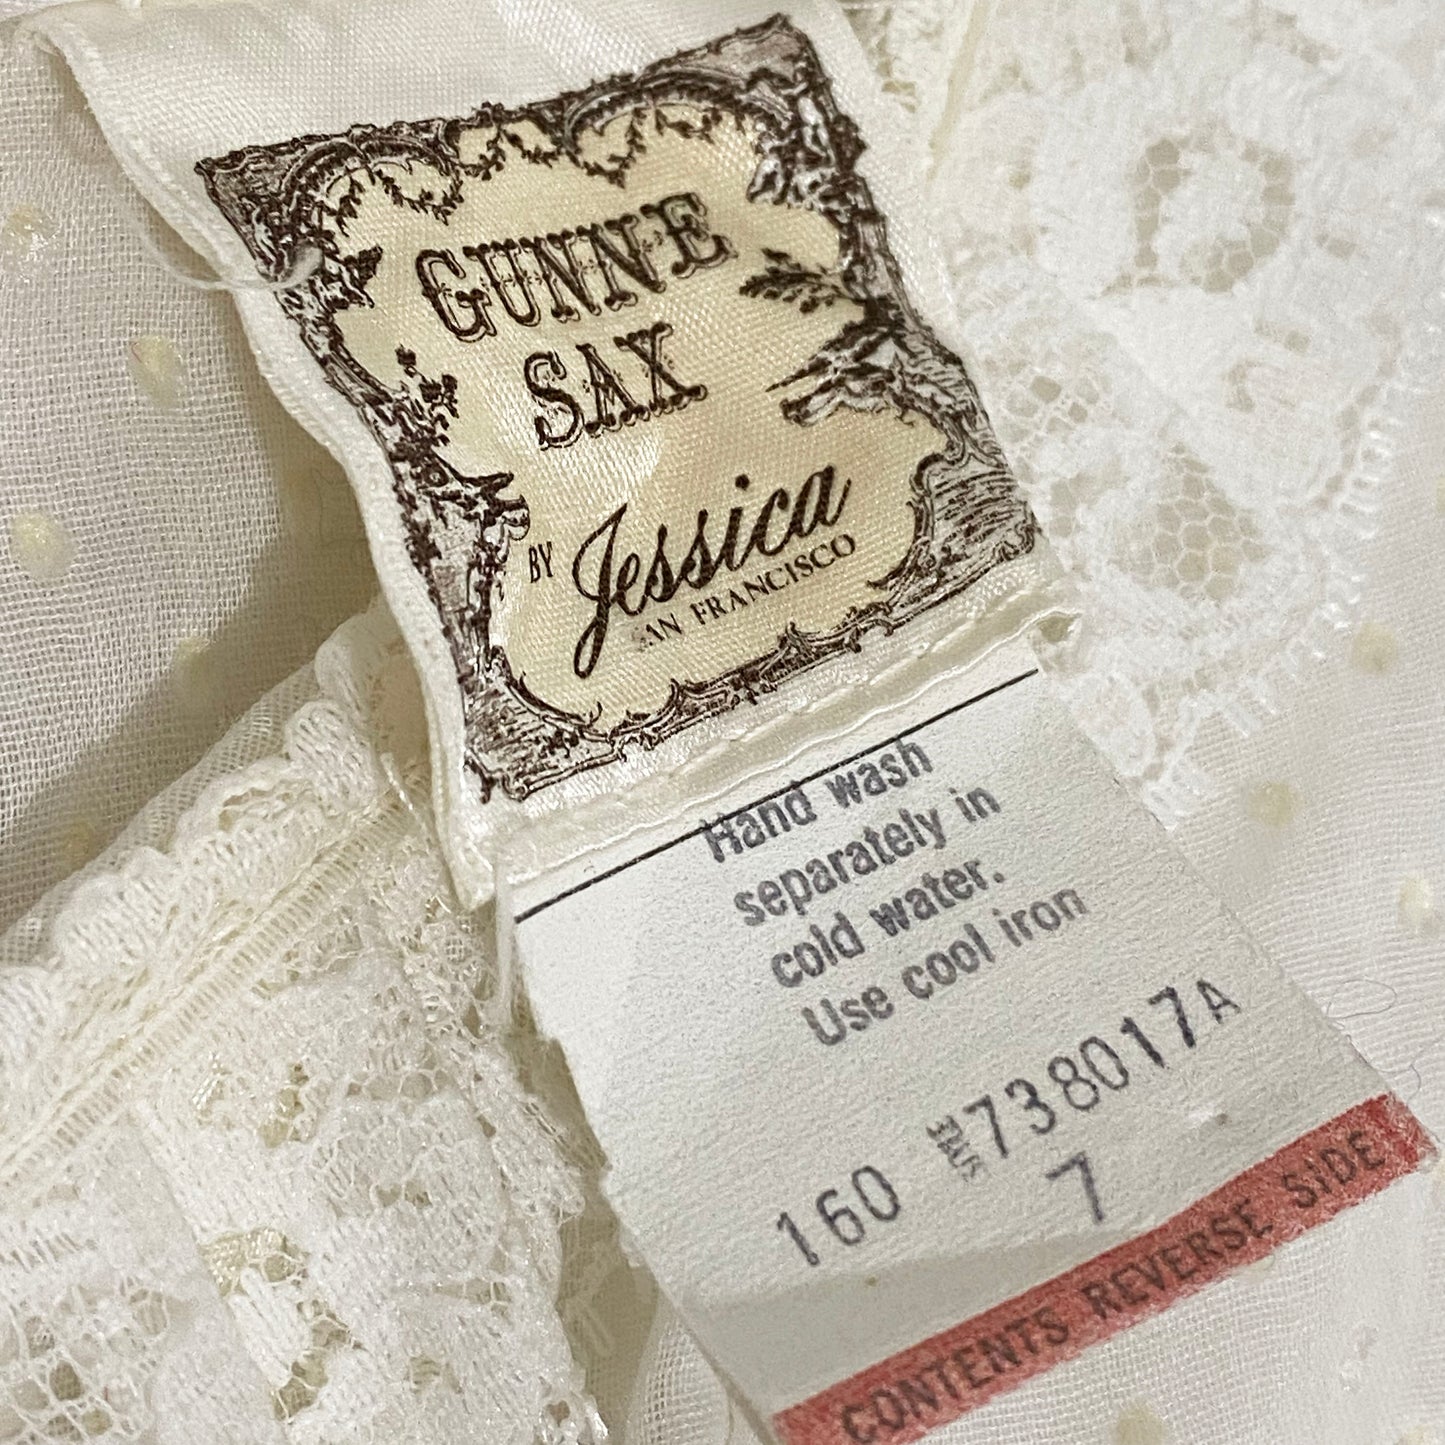 GUNNE
SAX
BY Jessica
SAN FRANCISCO
Hand wash
separately in
cold water.
Use cool iron
160 738017A
7
CONTENTS REVERSE SIDE